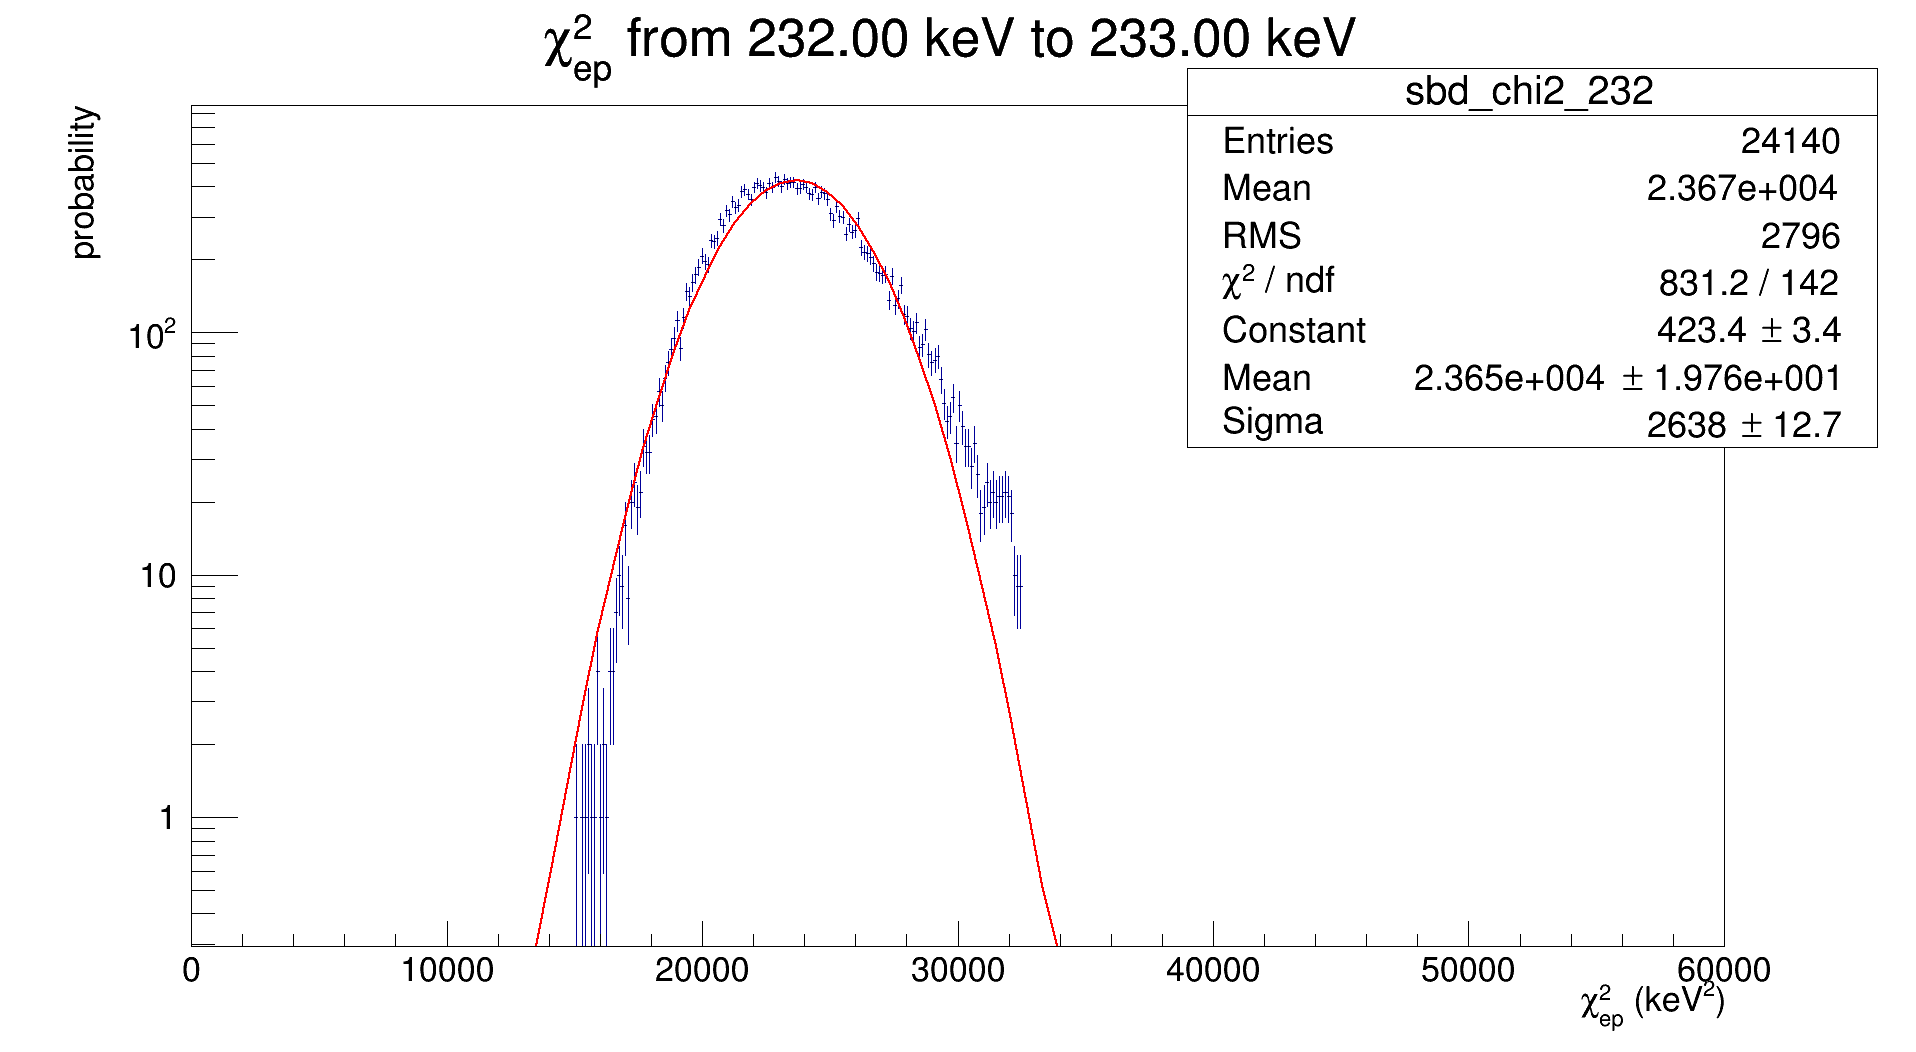 χ²ep from 232.00 keV to 233.00 keV
sbd_chi2_232
Entries 24140
Mean 2.367e+004
RMS 2796
χ² / ndf 831.2 / 142
Constant 423.4 ± 3.4
Mean 2.365e+004 ± 1.976e+001
Sigma 2638 ± 12.7
probability
10²
10
1
0 10000 20000 30000 40000 50000 60000
χ²ep (keV²)